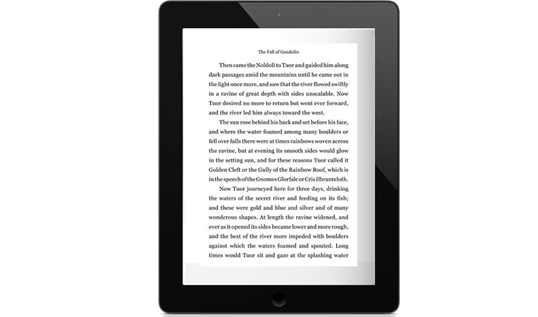 The Fall of Gondolin
Then came the Noldoli to Tuor and guided him along
dark passages amid the mountains until he came out in
the light once more, and saw that the river flowed swiftly
in a ravine of great depth with sides unscalable. Now
Tuor desired no more to return but went ever forward,
and the river led him always toward the west.
The sun rose behind his back and set before his face,
and where the water foamed among many boulders or
fell over falls there were at times rainbows woven across
the ravine, but at evening its smooth sides would glow
in the setting sun, and for these reasons Tuor called it
Golden Cleft or the Gully of the Rainbow Roof, which is
in the speech of the Gnomes Glorfalc or Cris Ilbranteloth.
Now Tuor journeyed here for three days, drinking
the waters of the secret river and feeding on its fish;
and these were gold and blue and silver and of many
wonderous shapes. At length the ravine widened, and
ever as it opened its sides became lower and more rough,
and the bed of the river more impeded with boulders
against which the waters foamed and spouted. Long
times would Tuor sit and gaze at the splashing water